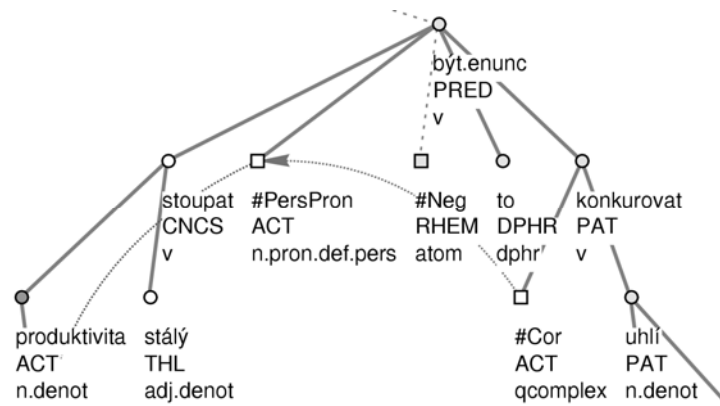 být.enunc
PRED
v
stoupat
CNCS
v
#PersPron
ACT
n.pron.def.pers
#Neg
RHEM
atom
to
DPHR
dphr
konkurovat
PAT
v
produktivita
ACT
n.denot
stálý
THL
adj.denot
#Cor
ACT
qcomplex
uhlí
PAT
n.denot